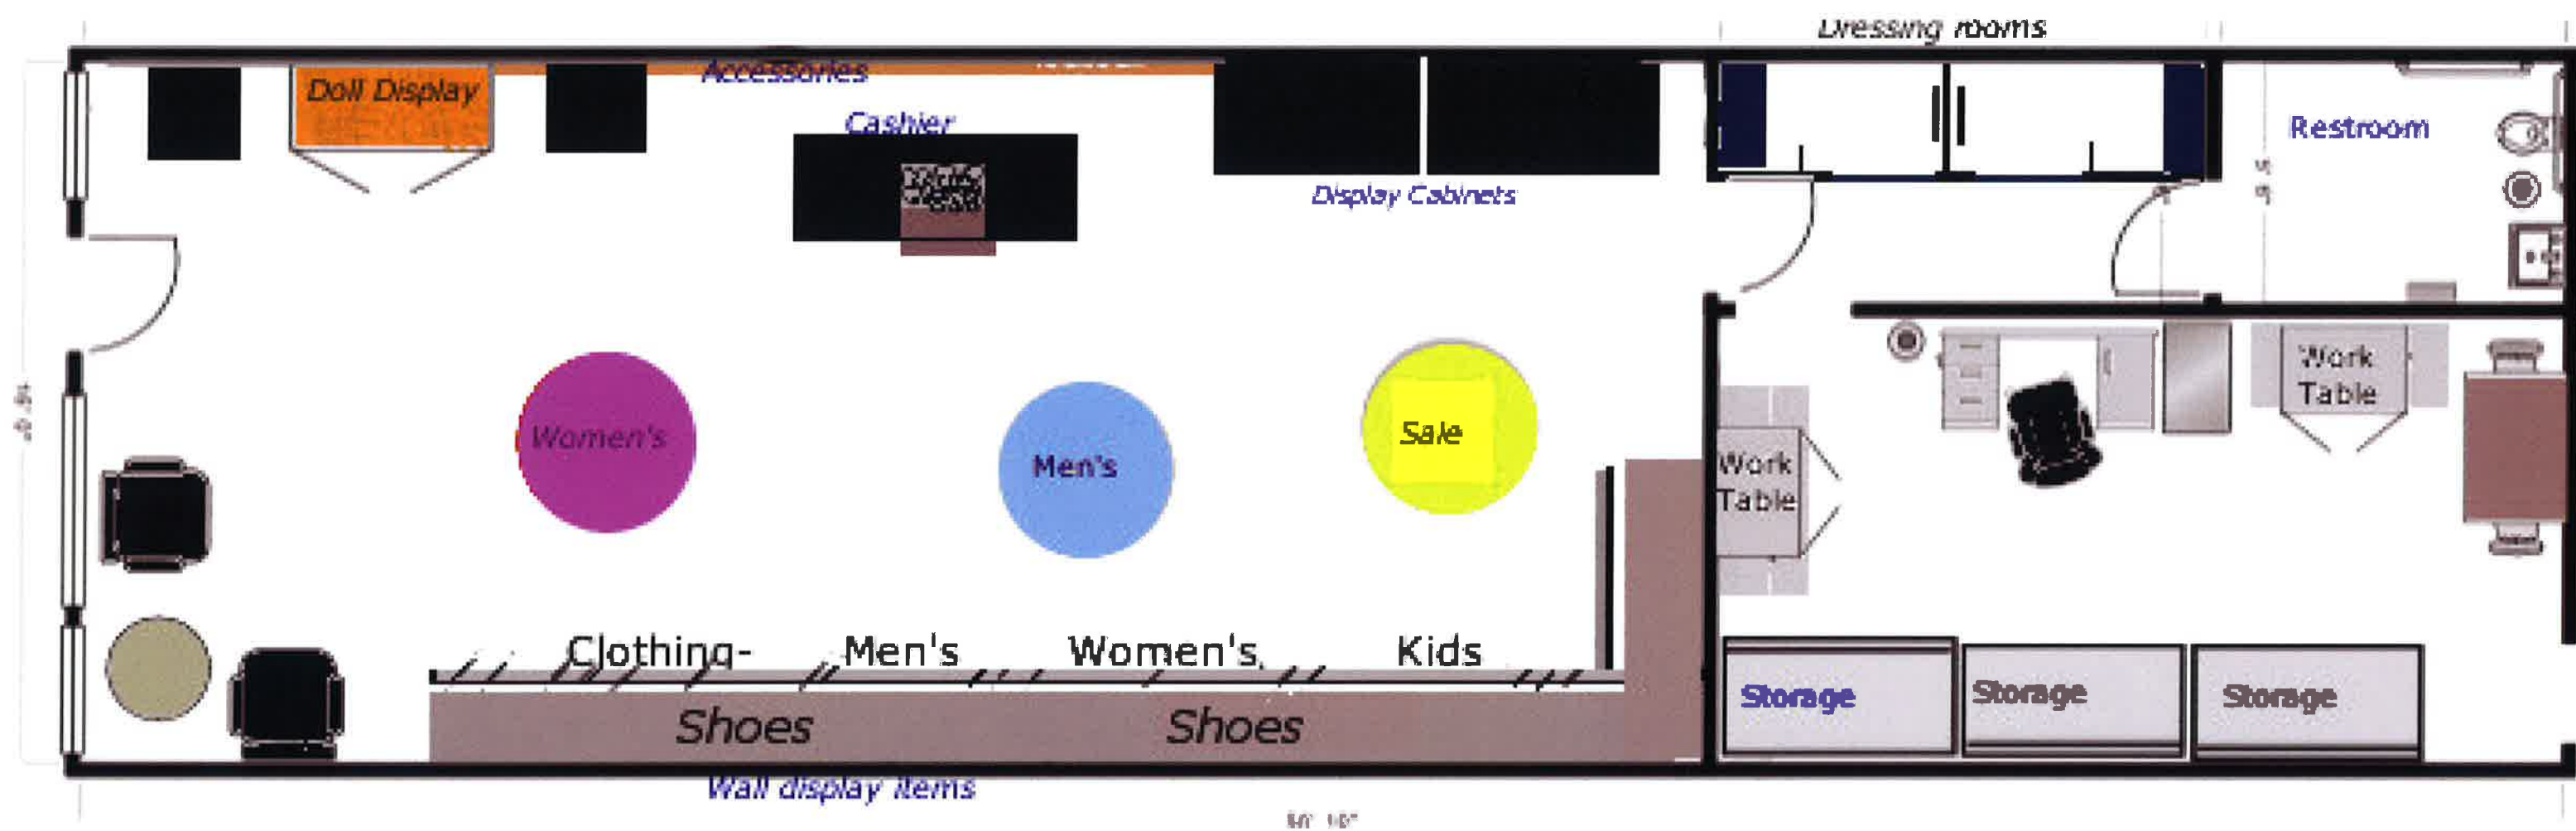 Dressing rooms
Doll Display
Accessories
Cashier
Display Cabinets
Restroom
Women's
Men's
Sale
Work
Table
Work
Table
Clothing-
Men's
Women's
Kids
Shoes
Shoes
Storage
Storage
Storage
Wall display items